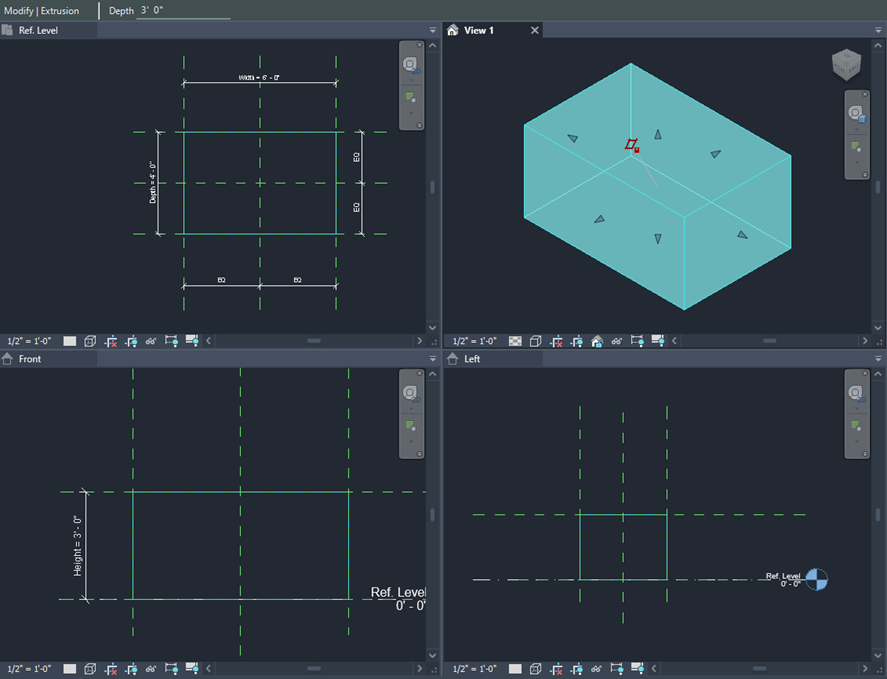 Modify | Extrusion
Depth 3' 0"
Ref. Level
Width = 6' - 0"
Depth = 4' - 0"
EQ
EQ
EQ
EQ
1/2" = 1'-0"
View 1
1/2" = 1'-0"
Front
Height = 3' - 0"
Ref. Level
0' - 0"
1/2" = 1'-0"
Left
Ref. Level
0' - 0"
1/2" = 1'-0"